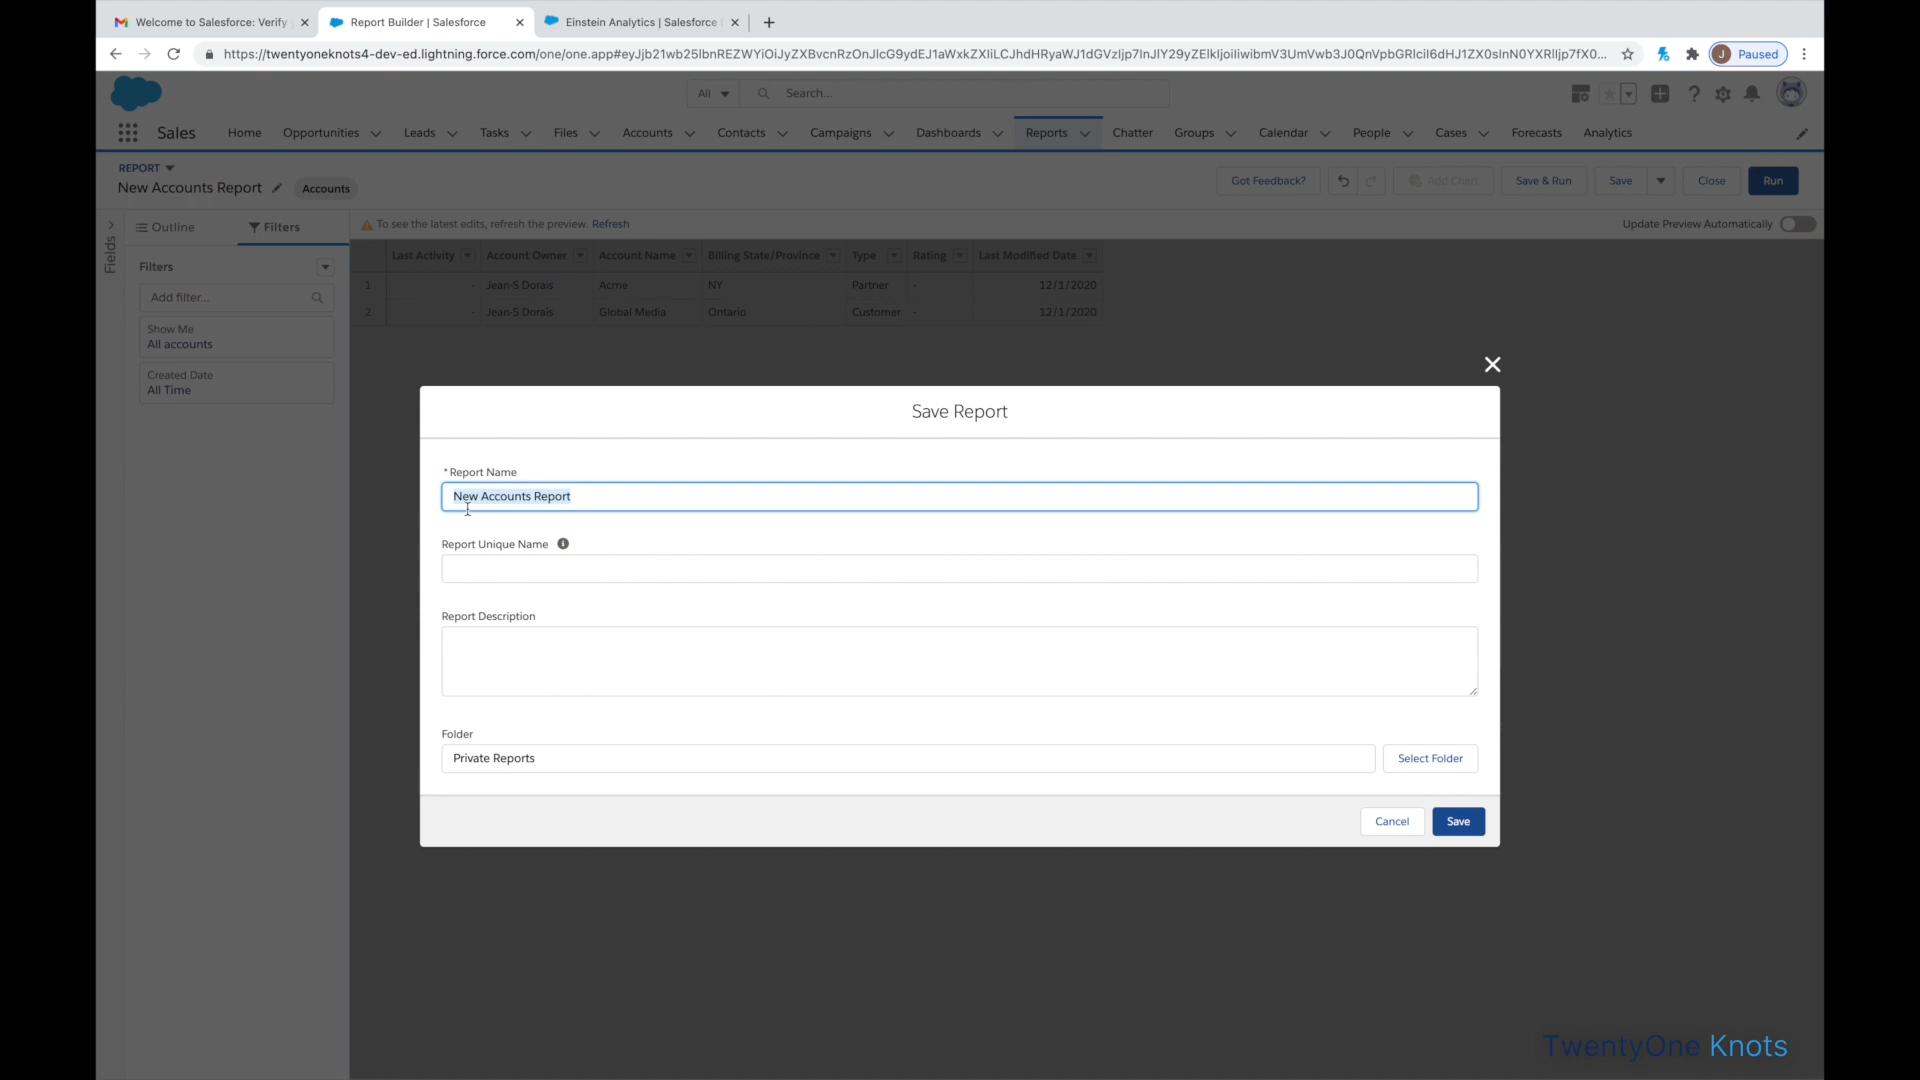 Welcome to Salesforce: Verify
Report Builder | Salesforce
Einstein Analytics | Salesforce
Paused
All
Search...
Sales
Home
Opportunities
Leads
Tasks
Files
Accounts
Contacts
Campaigns
Dashboards
Reports
Chatter
Groups
Calendar
People
Cases
Forecasts
Analytics
REPORT
New Accounts Report
Accounts
Got Feedback?
Add Chart
Save & Run
Save
Close
Run
Fields
Outline
Filters
To see the latest edits, refresh the preview. Refresh
Update Preview Automatically
Filters
Add filter...
Show Me
All accounts
Created Date
All Time
Last Activity Account Owner Account Name Billing State/Province Type Rating Last Modified Date
1 - Jean-S Dorais Acme NY Partner - 12/1/2020
2 - Jean-S Dorais Global Media Ontario Customer - 12/1/2020
Save Report
* Report Name
New Accounts Report
Report Unique Name
Report Description
Folder
Private Reports
Select Folder
Cancel
Save
TwentyOne Knots